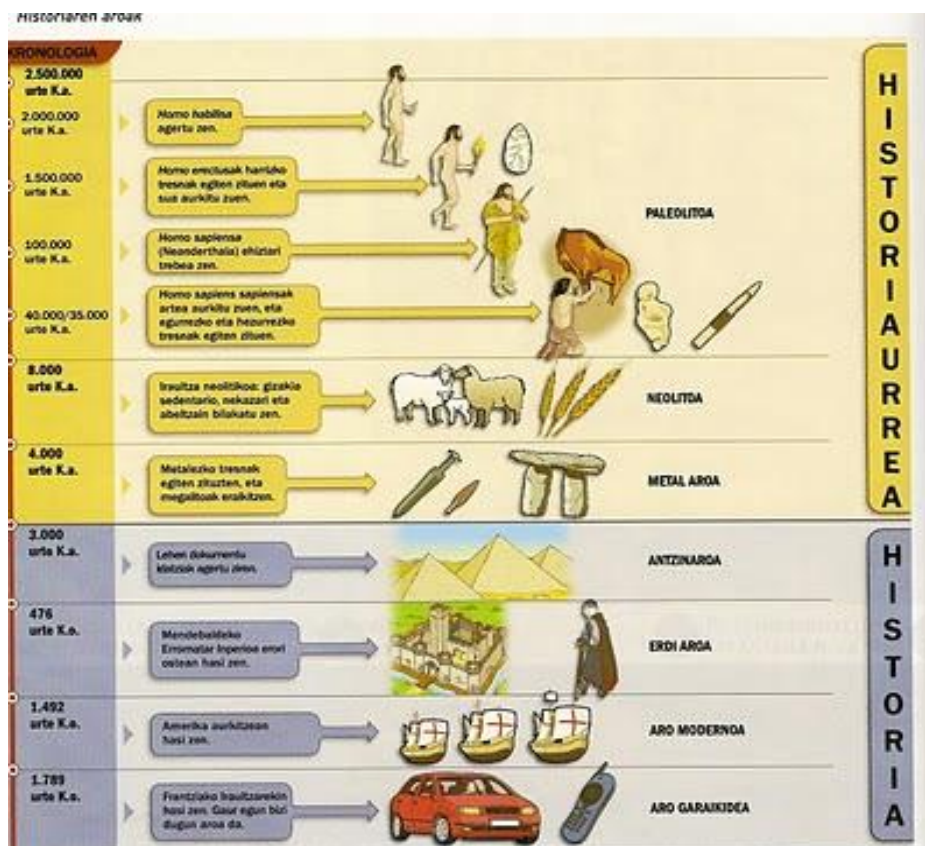 Historiaren aroak
KRONOLOGIA
2.500.000
urte K.a.
2.000.000
urte K.a.
Homo habilisa
agertu zen.
1.500.000
urte K.a.
Homo erectusak harrizko
tresnak egiten zituen eta
sua aurkitu zuen.
100.000
urte K.a.
Homo sapiensa
(Neanderthala) ehiztari
trebea zen.
40.000/35.000
urte K.a.
Homo sapiens sapiensak
artea aurkitu zuen, eta
egurrezko eta hezurrezko
tresnak egiten zituen.
PALEOLITOA
8.000
urte K.a.
Iraultza neolitikoa: gizakia
sedentario, nekazari eta
abeltzain bilakatu zen.
NEOLITOA
4.000
urte K.a.
Metalezko tresnak
egiten zituzten, eta
megalitoak eraikitzen.
METAL AROA
HISTORIAURREA
3.000
urte K.a.
Lehen dokumentu
idatziak agertu ziren.
ANTZINAROA
476
urte K.o.
Mendebaldeko
Erromatar Inperioa erori
ostean hasi zen.
ERDI AROA
1.492
urte K.o.
Amerika aurkitzean
hasi zen.
ARO MODERNOA
1.789
urte K.o.
Frantziako Iraultzarekin
hasi zen. Gaur egun bizi
dugun aroa da.
ARO GARAIKIDEA
HISTORIA